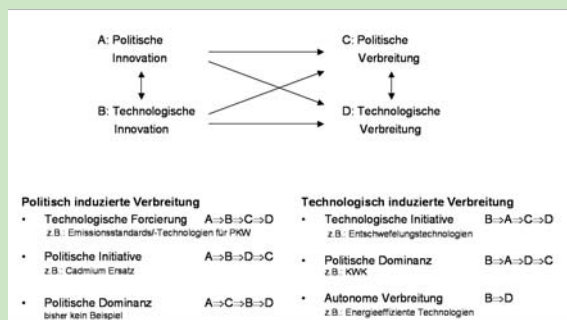 A: Politische
Innovation
C: Politische
Verbreitung
B: Technologische
Innovation
D: Technologische
Verbreitung
Politisch induzierte Verbreitung
• Technologische Forcierung A⇒B⇒C⇒D
z.B.: Emissionsstandards/-Technologien für PKW
• Politische Initiative A⇒B⇒D⇒C
z.B.: Cadmium Ersatz
• Politische Dominanz A⇒C⇒B⇒D
bisher kein Beispiel
Technologisch induzierte Verbreitung
• Technologische Initiative B⇒A⇒C⇒D
z.B.: Entschwefelungstechnologien
• Politische Dominanz B⇒A⇒D⇒C
z.B.: KWK
• Autonome Verbreitung B⇒D
z.B.: Energieeffiziente Technologien